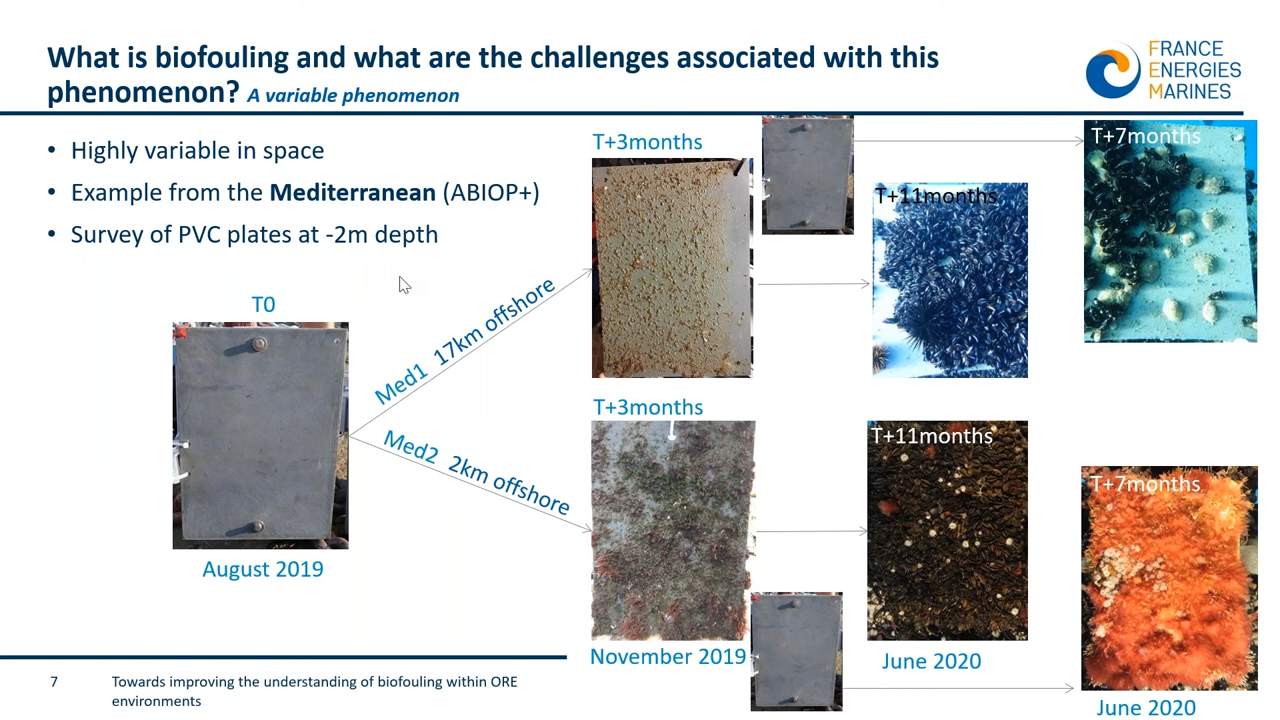 What is biofouling and what are the challenges associated with this
phenomenon? A variable phenomenon
FRANCE
ENERGIES
MARINES
• Highly variable in space
• Example from the Mediterranean (ABIOP+)
• Survey of PVC plates at -2m depth
T0
August 2019
Med1 17km offshore
Med2 2km offshore
T+3months
T+11months
T+7months
T+3months
T+11months
T+7months
November 2019
June 2020
June 2020
7
Towards improving the understanding of biofouling within ORE
environments